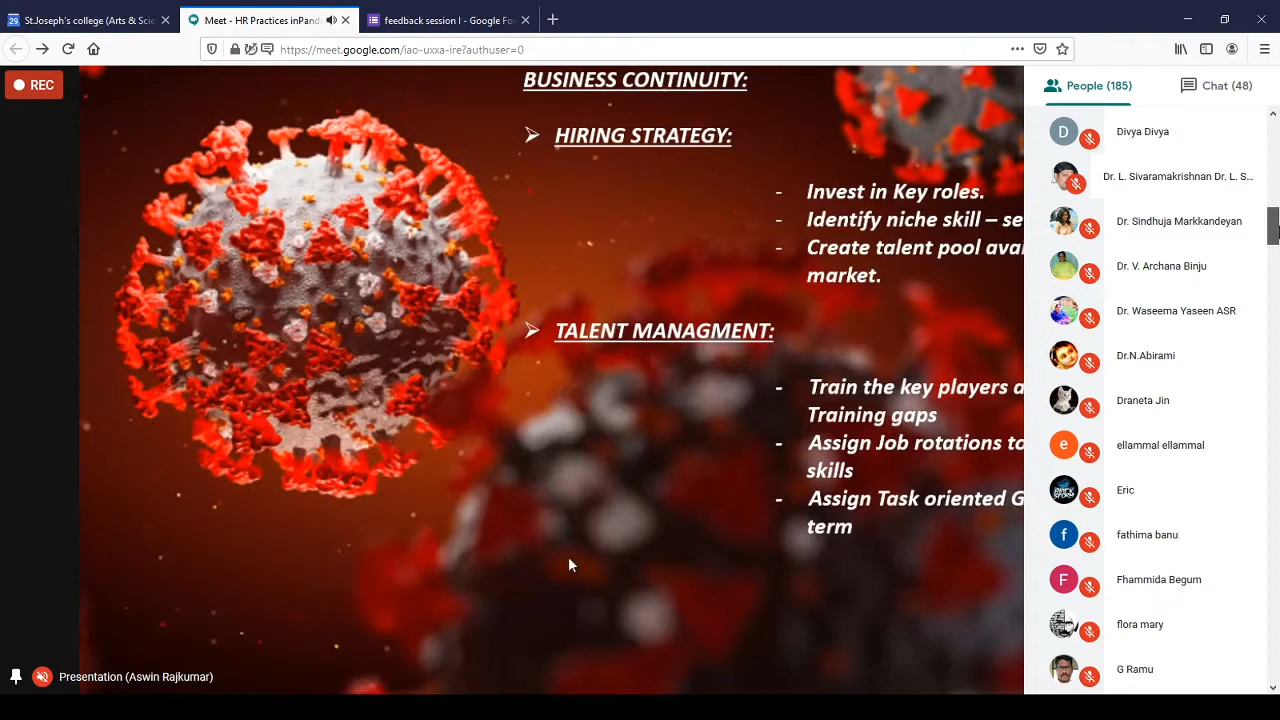 St.Joseph's college (Arts & Scie
Meet - HR Practices inPand
feedback session I - Google For
https://meet.google.com/iao-uxxa-ire?authuser=0
REC
BUSINESS CONTINUITY:
HIRING STRATEGY:
- Invest in Key roles.
- Identify niche skill – se
- Create talent pool avai
market.
TALENT MANAGMENT:
- Train the key players a
Training gaps
- Assign Job rotations to
skills
- Assign Task oriented G
term
Presentation (Aswin Rajkumar)
People (185)
Chat (48)
D
Divya Divya
Dr. L. Sivaramakrishnan Dr. L. S...
Dr. Sindhuja Markkandeyan
Dr. V. Archana Binju
Dr. Waseema Yaseen ASR
Dr.N.Abirami
Draneta Jin
e
ellammal ellammal
Eric
f
fathima banu
F
Fhammida Begum
flora mary
G Ramu